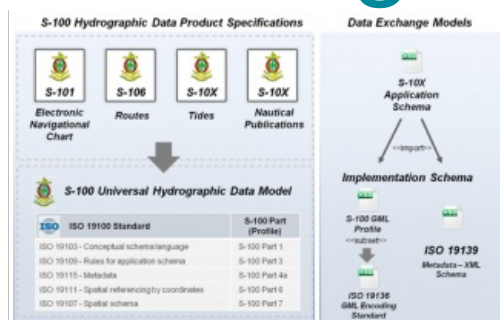 S-100 Hydrographic Data Product Specifications
S-101
S-106
S-10X
S-10X
Electronic
Navigational
Chart
Routes
Tides
Nautical
Publications
S-100 Universal Hydrographic Data Model
ISO
ISO 19100 Standard
S-100 Part
(Profile)
ISO 19103 - Conceptual schema language
S-100 Part 1
ISO 19109 - Rules for application schema
S-100 Part 3
ISO 19115 - Metadata
S-100 Part 4a
ISO 19111 - Spatial referencing by coordinates
S-100 Part 6
ISO 19107 - Spatial schema
S-100 Part 7
Data Exchange Models
S-10X
Application
Schema
<<import>>
Implementation Schema
S-100 GML
Profile
<<subset>>
ISO 19136
GML Encoding
Standard
ISO 19139
Metadata – XML
Schema